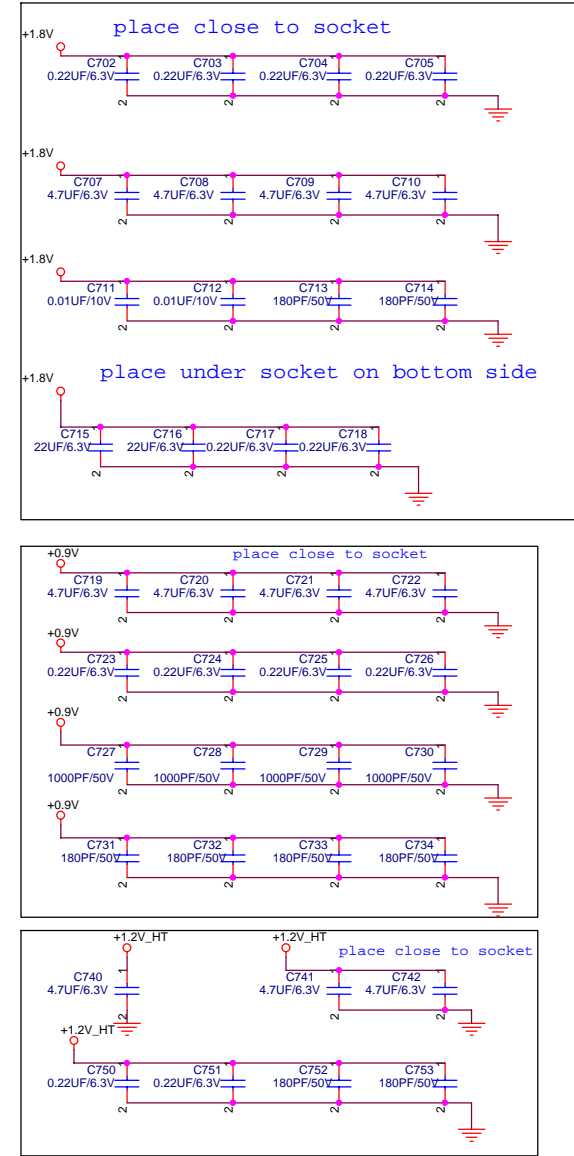 place close to socket
+1.8V
C702 C703 C704 C705
0.22UF/6.3V 0.22UF/6.3V 0.22UF/6.3V 0.22UF/6.3V
2 2 2 2
+1.8V
C707 C708 C709 C710
4.7UF/6.3V 4.7UF/6.3V 4.7UF/6.3V 4.7UF/6.3V
2 2 2 2
+1.8V
C711 C712 C713 C714
0.01UF/10V 0.01UF/10V 180PF/50V 180PF/50V
2 2 2 2
place under socket on bottom side
+1.8V
C715 C716 C717 C718
22UF/6.3V 22UF/6.3V 0.22UF/6.3V 0.22UF/6.3V
2 2 2 2
+0.9V place close to socket
C719 C720 C721 C722
4.7UF/6.3V 4.7UF/6.3V 4.7UF/6.3V 4.7UF/6.3V
2 2 2 2
+0.9V
C723 C724 C725 C726
0.22UF/6.3V 0.22UF/6.3V 0.22UF/6.3V 0.22UF/6.3V
2 2 2 2
+0.9V
C727 C728 C729 C730
1000PF/50V 1000PF/50V 1000PF/50V 1000PF/50V
2 2 2 2
+0.9V
C731 C732 C733 C734
180PF/50V 180PF/50V 180PF/50V 180PF/50V
2 2 2 2
+1.2V_HT +1.2V_HT
place close to socket
1
C740 C741 C742
4.7UF/6.3V 4.7UF/6.3V 4.7UF/6.3V
2 2 2
+1.2V_HT
C750 C751 C752 C753
0.22UF/6.3V 0.22UF/6.3V 180PF/50V 180PF/50V
2 2 2 2